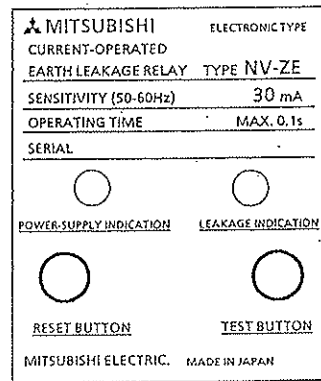 MITSUBISHI ELECTRONIC TYPE
CURRENT-OPERATED
EARTH LEAKAGE RELAY TYPE NV-ZE
SENSITIVITY (50-60Hz) 30 mA
OPERATING TIME MAX. 0.1s
SERIAL
POWER-SUPPLY INDICATION LEAKAGE INDICATION
RESET BUTTON TEST BUTTON
MITSUBISHI ELECTRIC. MADE IN JAPAN